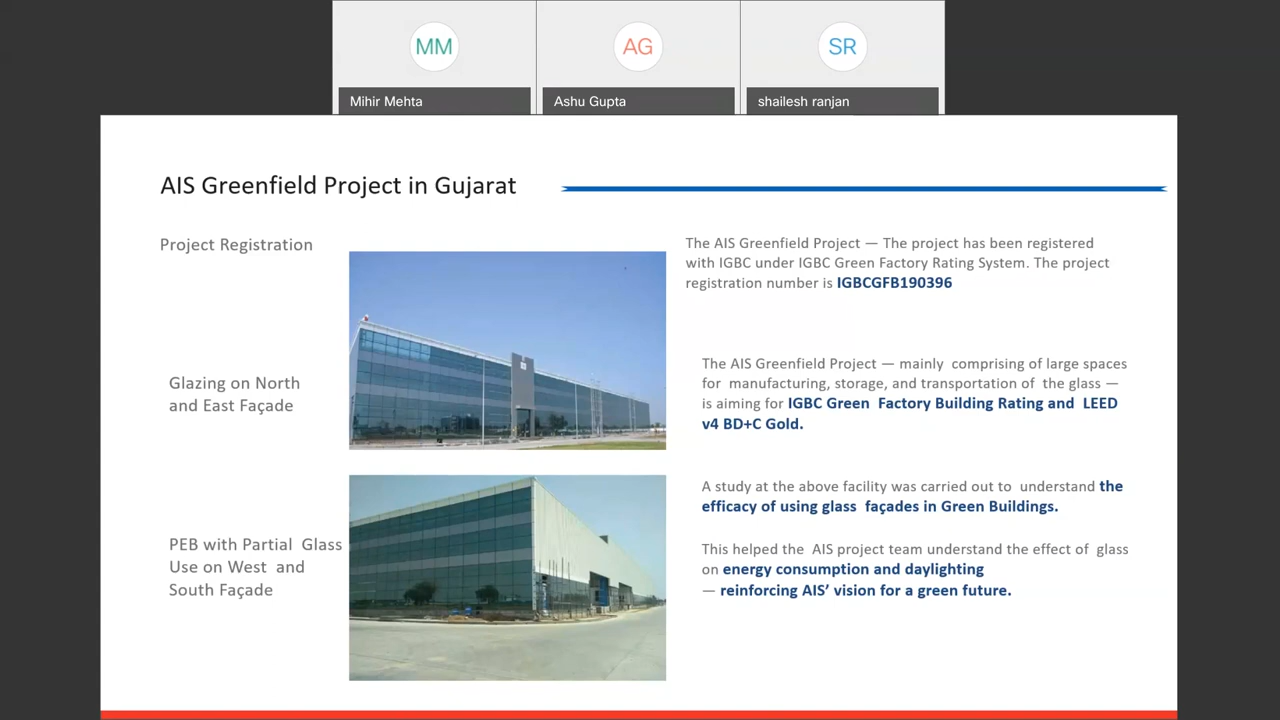 MM
AG
SR
Mihir Mehta
Ashu Gupta
shailesh ranjan
AIS Greenfield Project in Gujarat
Project Registration
The AIS Greenfield Project — The project has been registered
with IGBC under IGBC Green Factory Rating System. The project
registration number is IGBCGFB190396
Glazing on North
and East Façade
The AIS Greenfield Project — mainly comprising of large spaces
for manufacturing, storage, and transportation of the glass —
is aiming for IGBC Green Factory Building Rating and LEED
v4 BD+C Gold.
A study at the above facility was carried out to understand the
efficacy of using glass façades in Green Buildings.
PEB with Partial Glass
Use on West and
South Façade
This helped the AIS project team understand the effect of glass
on energy consumption and daylighting
— reinforcing AIS’ vision for a green future.